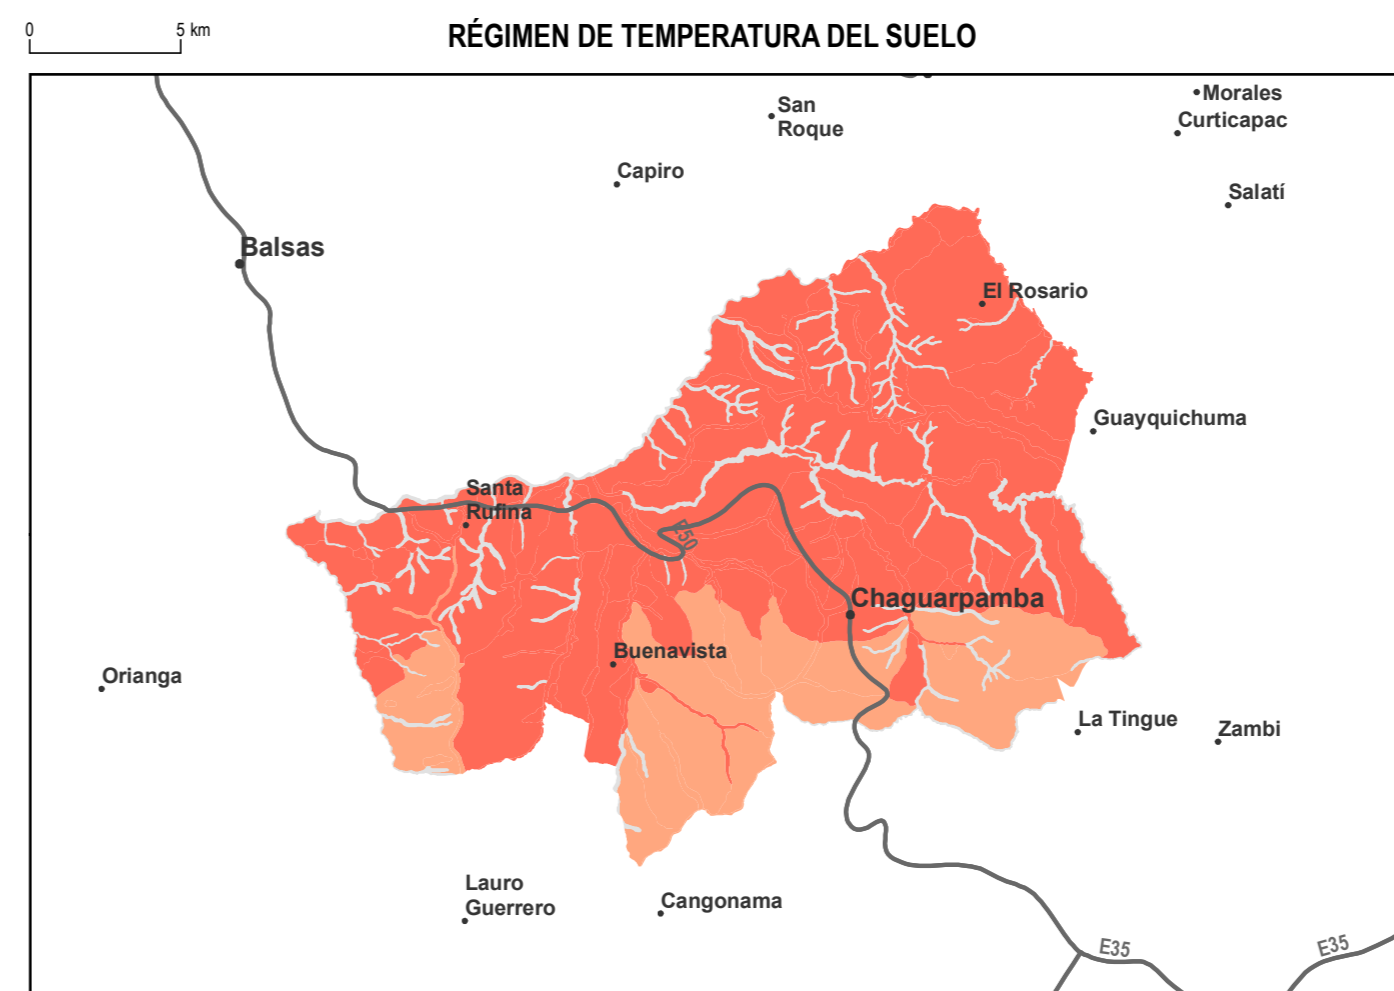 0 5 km
RÉGIMEN DE TEMPERATURA DEL SUELO
Morales
San
Roque
Curticapac
Capiro
Salatí
Balsas
El Rosario
Guayquichuma
Santa
Rufina
E50
Chaguarpamba
Buenavista
Orianga
La Tingue
Zambi
Lauro
Guerrero
Cangonama
E35
E35